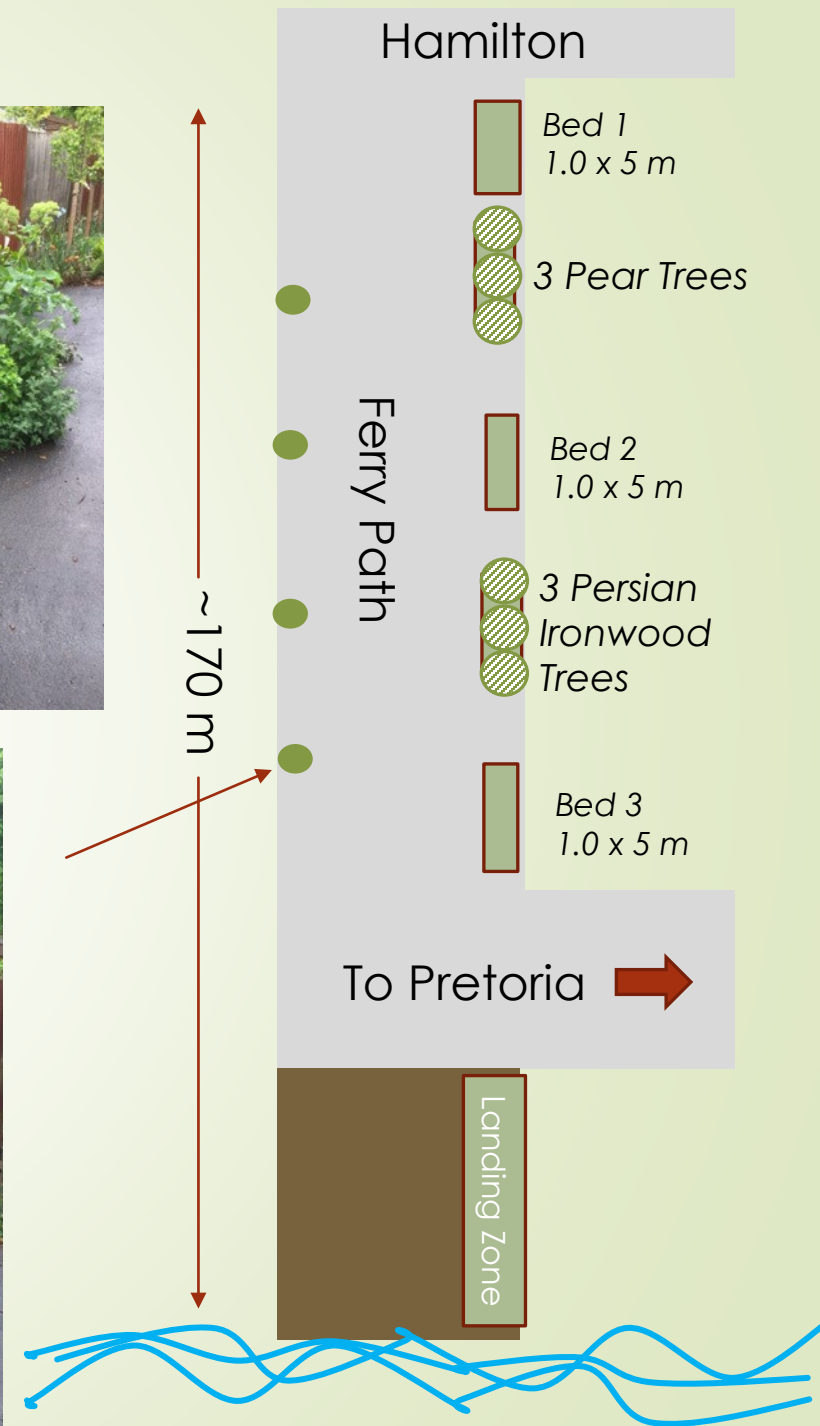 Hamilton
Bed 1
1.0 x 5 m
3 Pear Trees
Ferry Path
Bed 2
1.0 x 5 m
3 Persian
Ironwood
Trees
~170 m
Bed 3
1.0 x 5 m
To Pretoria
Landing Zone